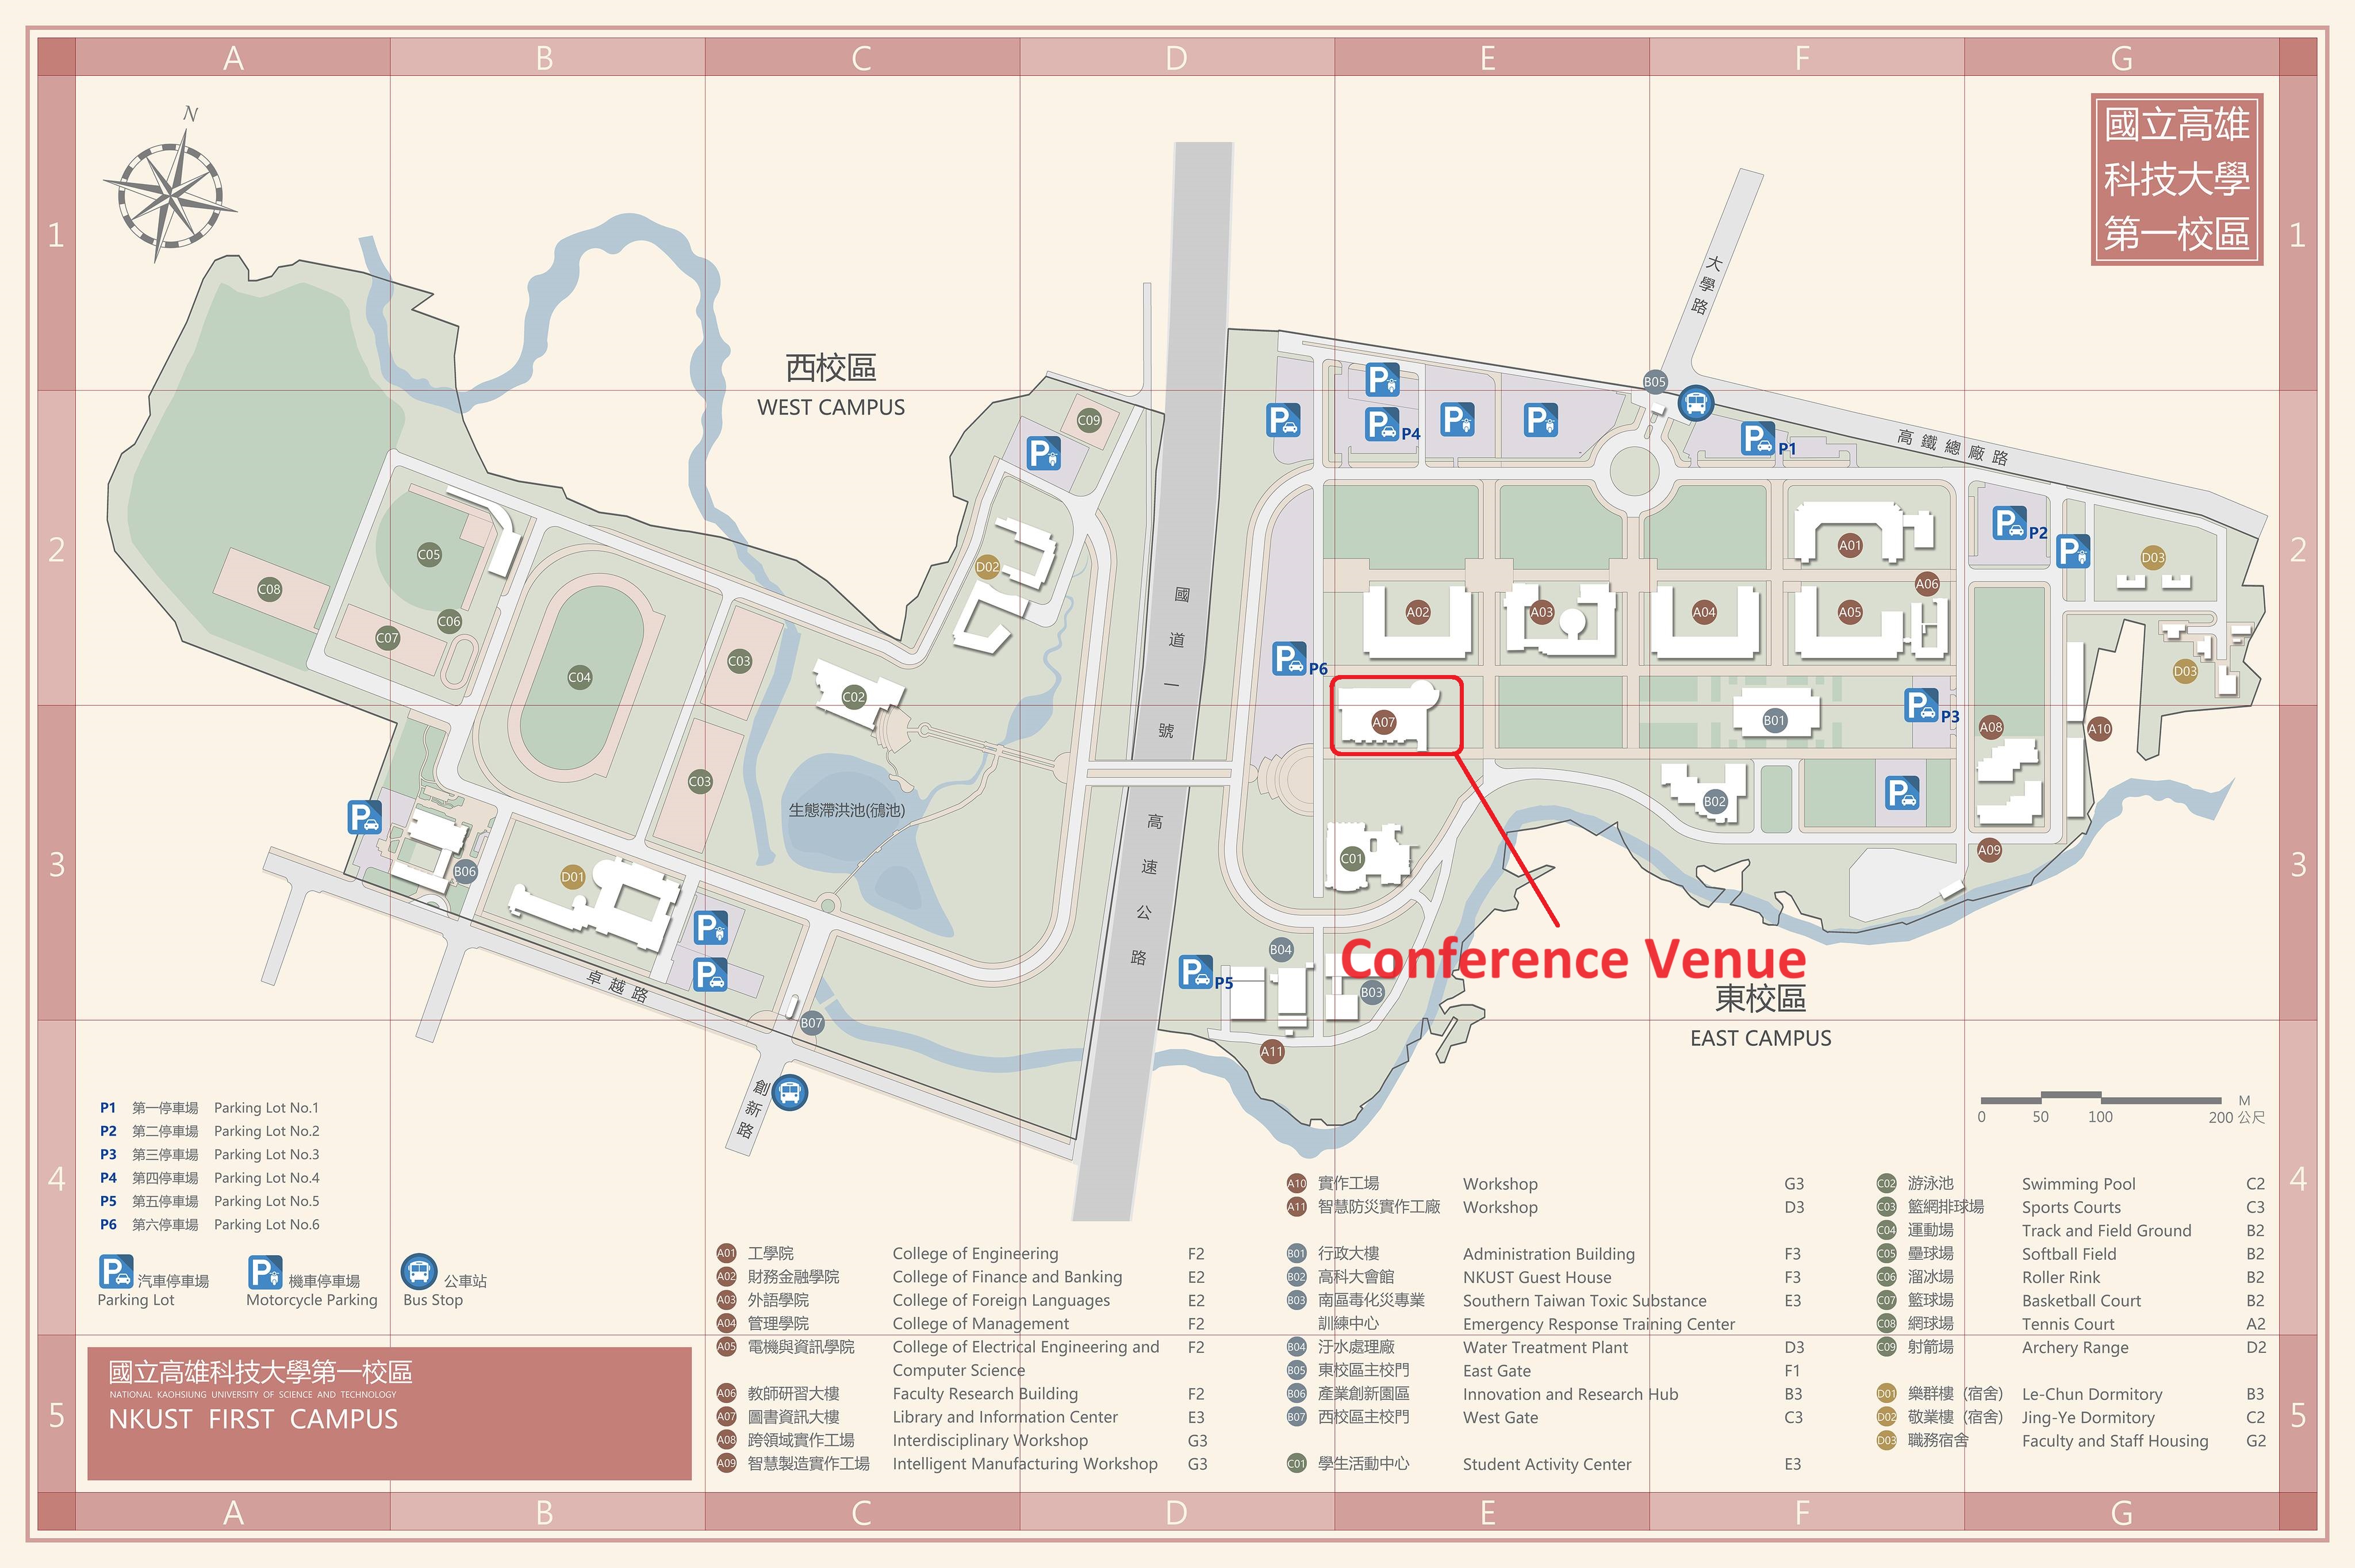 A B C D E F G
1
2
3
4
5
N
國立高雄
科技大學
第一校區
1
2
3
4
5
西校區
WEST CAMPUS
大學路
高鐵總廠路
國道一號
高速公路
B05
P4
P1
P2
P6
P3
P5
C09
D02
C05
C08
C07
C06
C04
C03
C02
C03
生態滯洪池(鴴池)
B06
D01
B07
卓越路
創新路
A01
A02
A03
A04
A05
A06
D03
D03
A07
B01
A08
A10
B02
C01
A09
B04
B03
A11
Conference Venue
東校區
EAST CAMPUS
0 50 100 200 M
公尺
P1 第一停車場 Parking Lot No.1
P2 第二停車場 Parking Lot No.2
P3 第三停車場 Parking Lot No.3
P4 第四停車場 Parking Lot No.4
P5 第五停車場 Parking Lot No.5
P6 第六停車場 Parking Lot No.6
P 汽車停車場 P 機車停車場 公車站
Parking Lot Motorcycle Parking Bus Stop
國立高雄科技大學第一校區
NATIONAL KAOHSIUNG UNIVERSITY OF SCIENCE AND TECHNOLOGY
NKUST FIRST CAMPUS
A01 工學院 College of Engineering F2
A02 財務金融學院 College of Finance and Banking E2
A03 外語學院 College of Foreign Languages E2
A04 管理學院 College of Management F2
A05 電機與資訊學院 College of Electrical Engineering and F2
Computer Science
A06 教師研習大樓 Faculty Research Building F2
A07 圖書資訊大樓 Library and Information Center E3
A08 跨領域實作工場 Interdisciplinary Workshop G3
A09 智慧製造實作工場 Intelligent Manufacturing Workshop G3
A10 實作工場 Workshop G3
A11 智慧防災實作工廠 Workshop D3
B01 行政大樓 Administration Building F3
B02 高科大會館 NKUST Guest House F3
B03 南區毒化災專業 Southern Taiwan Toxic Substance E3
訓練中心 Emergency Response Training Center
B04 汙水處理廠 Water Treatment Plant D3
B05 東校區主校門 East Gate F1
B06 產業創新園區 Innovation and Research Hub B3
B07 西校區主校門 West Gate C3
C01 學生活動中心 Student Activity Center E3
C02 游泳池 Swimming Pool C2
C03 籃網排球場 Sports Courts C3
C04 運動場 Track and Field Ground B2
C05 壘球場 Softball Field B2
C06 溜冰場 Roller Rink B2
C07 籃球場 Basketball Court B2
C08 網球場 Tennis Court A2
C09 射箭場 Archery Range D2
D01 樂群樓 (宿舍) Le-Chun Dormitory B3
D02 敬業樓 (宿舍) Jing-Ye Dormitory C2
D03 職務宿舍 Faculty and Staff Housing G2
A B C D E F G